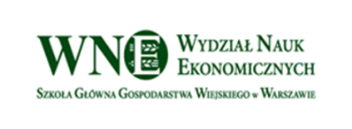 WNE WYDZIAŁ NAUK
EKONOMICZNYCH
SZKOŁA GŁÓWNA GOSPODARSTWA WIEJSKIEGO W WARSZAWIE